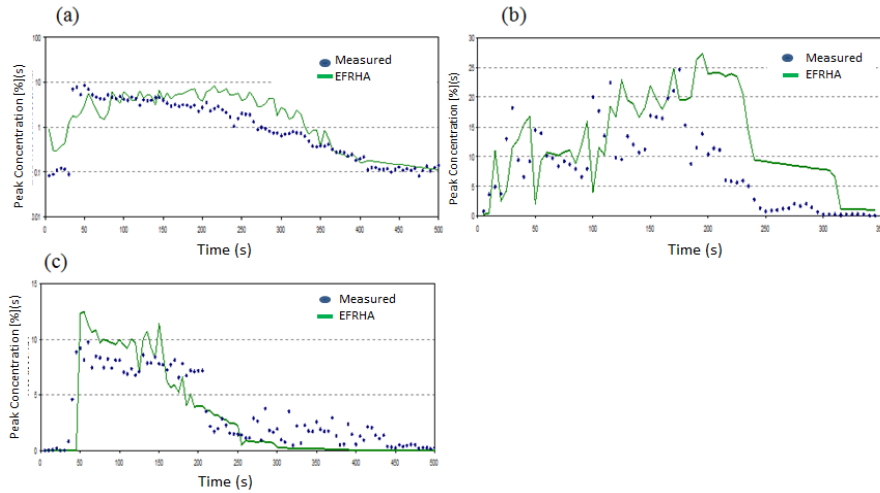 (a)
Peak Concentration [%](s)
100
10
1
0.1
0.01
Measured
EFRHA
0 50 100 150 200 250 300 350 400 450 500
Time (s)
(b)
Peak Concentration [%](s)
30
25
20
15
10
5
0
Measured
EFRHA
0 50 100 150 200 250 300 35
Time (s)
(c)
Peak Concentration [%](s)
15
10
5
0
Measured
EFRHA
0 50 100 150 200 250 300 350 400 450 500
Time (s)